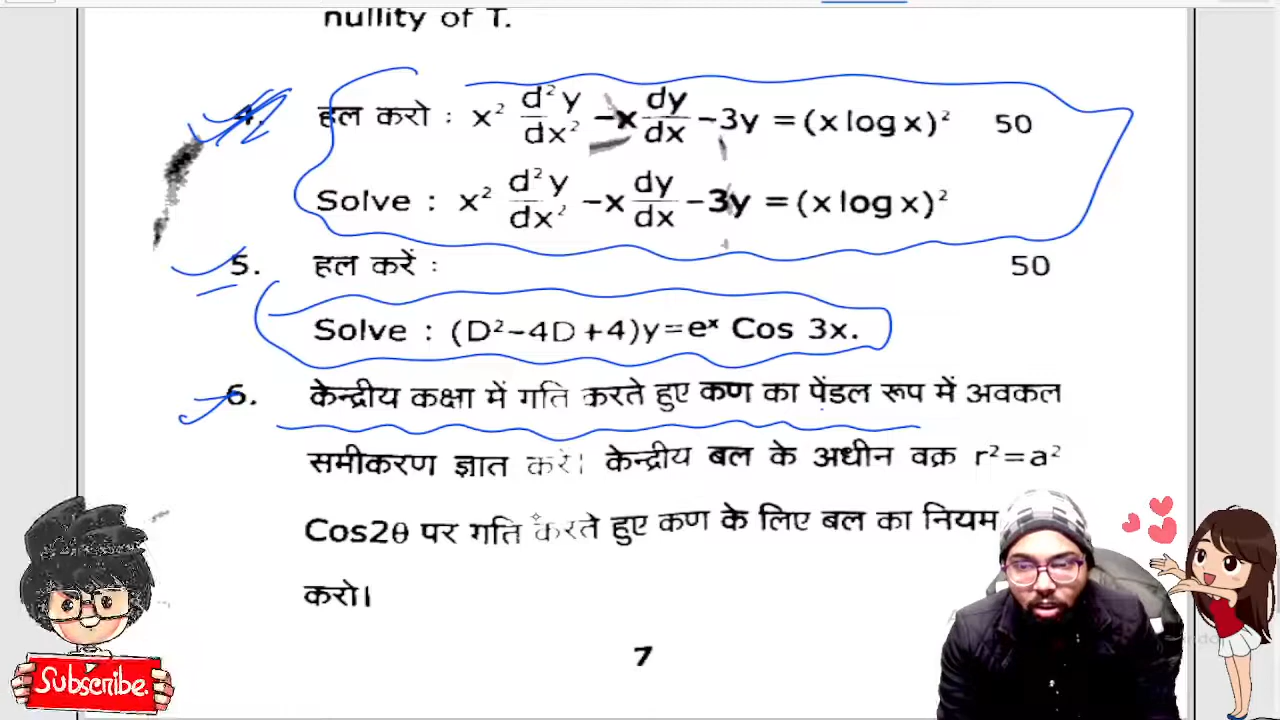 nullity of T.
4. हल करो : x² d²y/dx² -x dy/dx -3y = (x log x)² 50
Solve : x² d²y/dx² -x dy/dx -3y = (x log x)²
5. हल करें : 50
Solve : (D²-4D+4)y=eˣ Cos 3x.
6. केन्द्रीय कक्षा में गति करते हुए कण का पेंडल रूप में अवकल
समीकरण ज्ञात करें। केन्द्रीय बल के अधीन वक्र r²=a²
Cos2θ पर गति करते हुए कण के लिए बल का नियम
करो।
7
Subscribe.